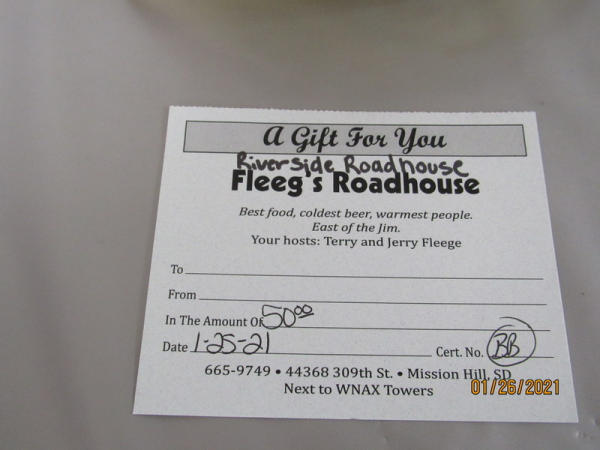 A Gift For You
Riverside Roadhouse
Fleeg's Roadhouse
Best food, coldest beer, warmest people.
East of the Jim.
Your hosts: Terry and Jerry Fleege
To
From
In The Amount Of 50 00
Date 1-25-21 Cert. No. BB
665-9749 • 44368 309th St. • Mission Hill, SD
Next to WNAX Towers
01/26/2021